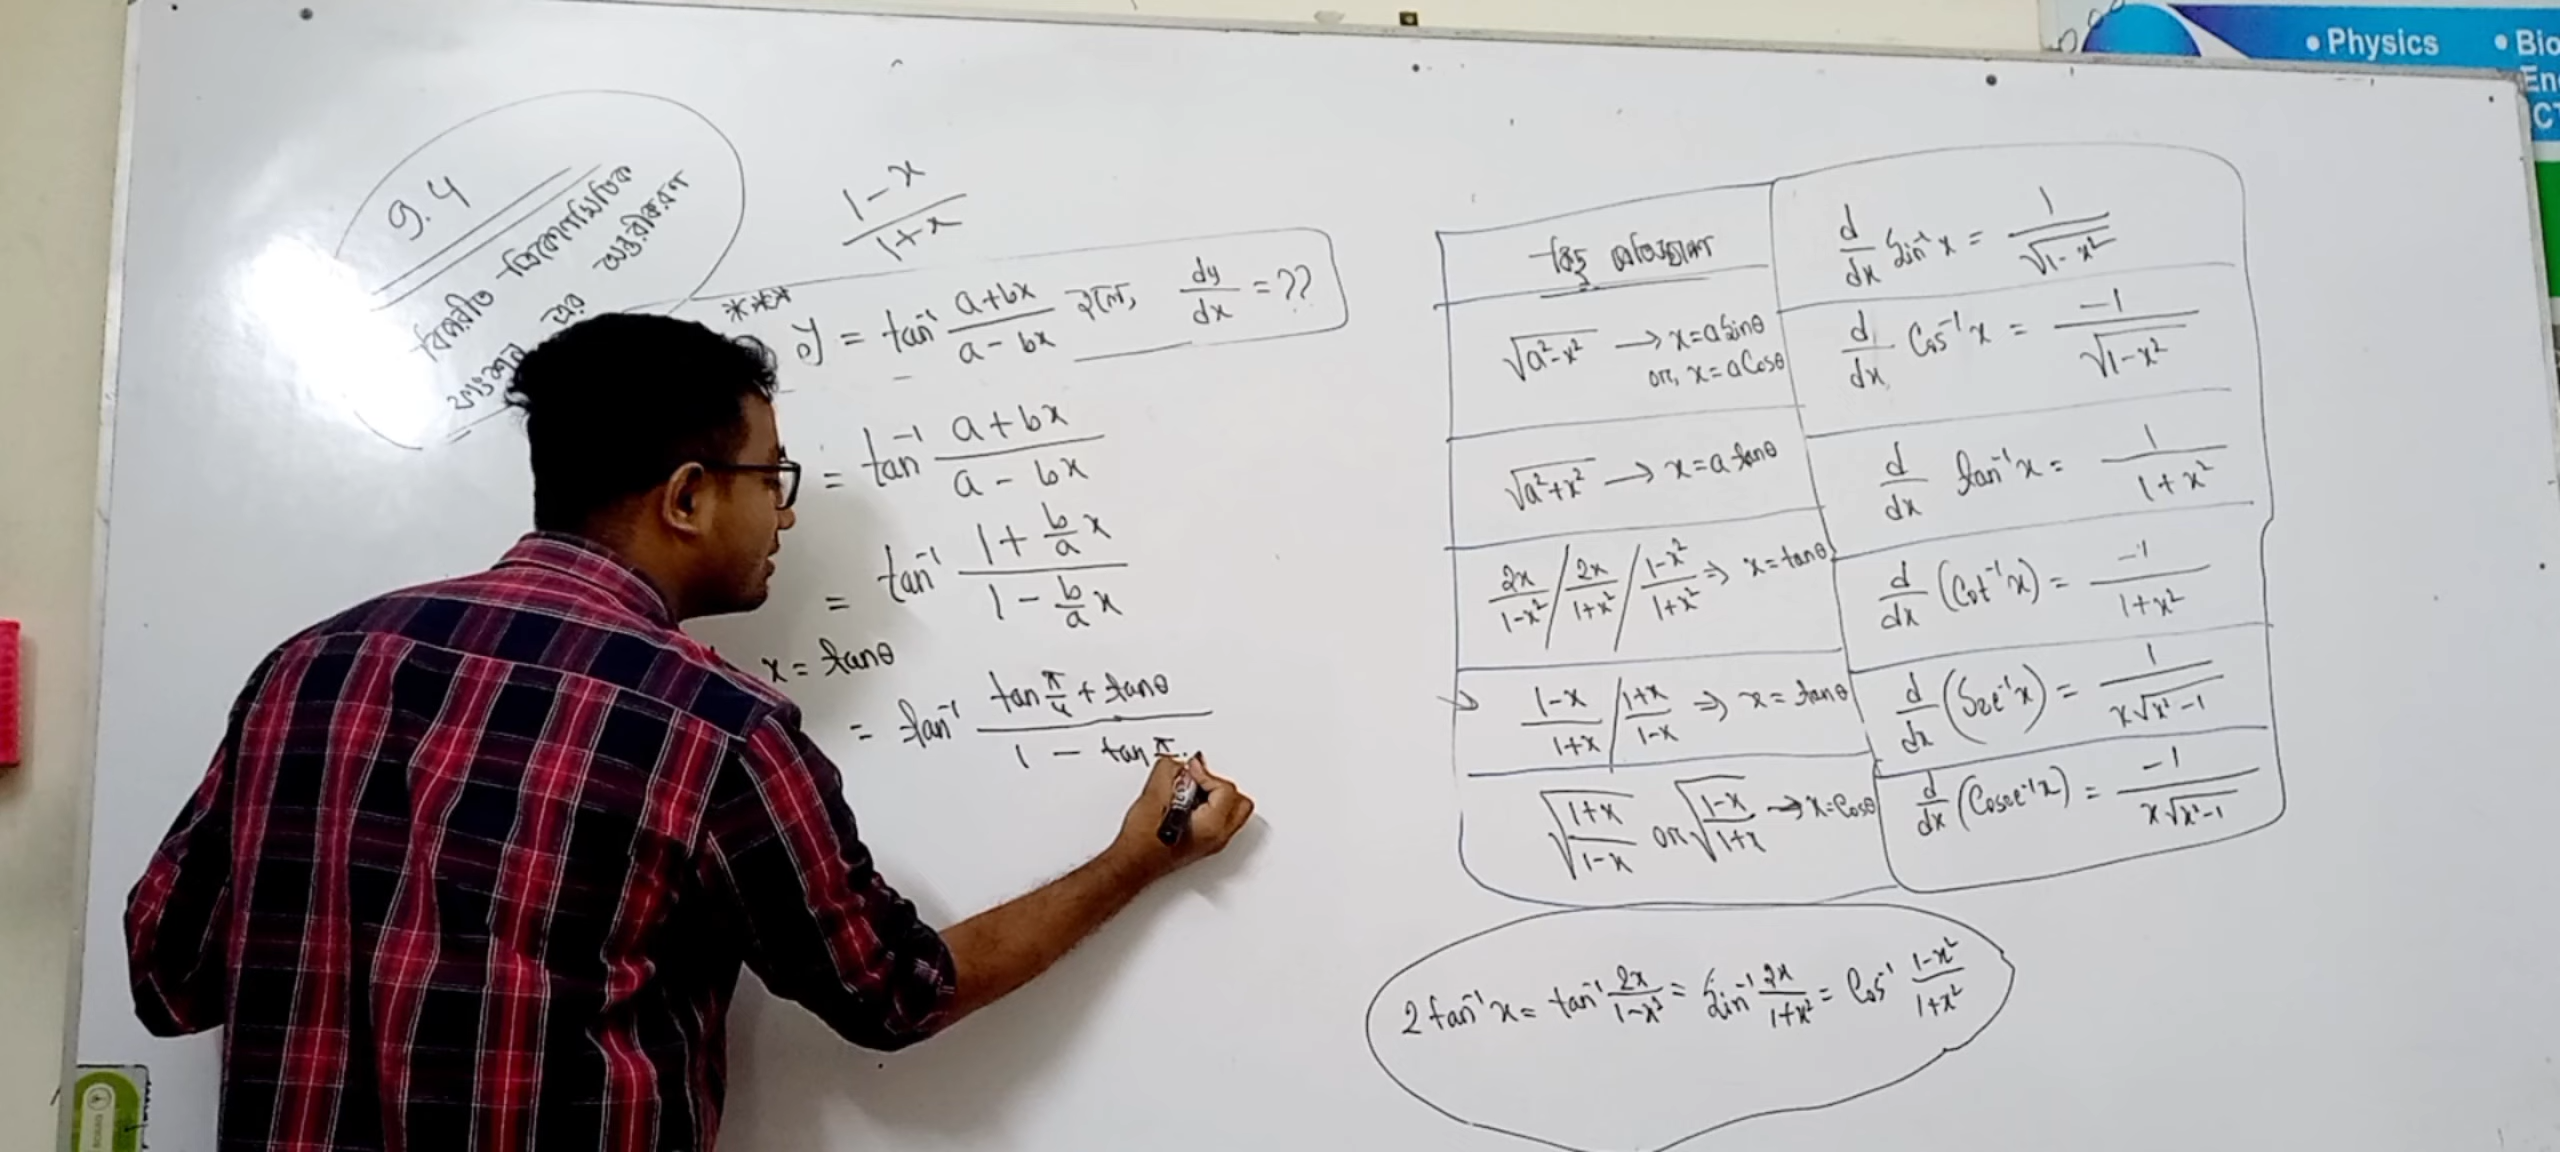 9.4
বিপরীত ত্রিকোণমিতিক
ফাংশন এর অন্তরীকরণ
1-x/1+x
*** y = tan⁻¹ a+bx/a-bx হলে, dy/dx = ??
= tan⁻¹ a+bx/a-bx
= tan⁻¹ (1+b/a x)/(1-b/a x)
x = tanθ
= tan⁻¹ (tan π/4 + tanθ)/(1 - tan π
কিছু প্রতিস্থাপন
√a²-x² → x=a Sinθ
or, x=a Cosθ
√a²+x² → x=a tanθ
2x/1-x² / 2x/1+x² / 1-x²/1+x² ⇒ x=tanθ
1-x/1+x / 1+x/1-x ⇒ x=tanθ
√1+x/1-x or √1-x/1+x → x=Cosθ
d/dx Sin⁻¹x = 1/√1-x²
d/dx Cos⁻¹x = -1/√1-x²
d/dx tan⁻¹x = 1/1+x²
d/dx (Cot⁻¹x) = -1/1+x²
d/dx (Sec⁻¹x) = 1/x√x²-1
d/dx (Cosec⁻¹x) = -1/x√x²-1
2tan⁻¹x = tan⁻¹ 2x/1-x² = Sin⁻¹ 2x/1+x² = Cos⁻¹ 1-x²/1+x²
• Physics
• Bio
En
CT